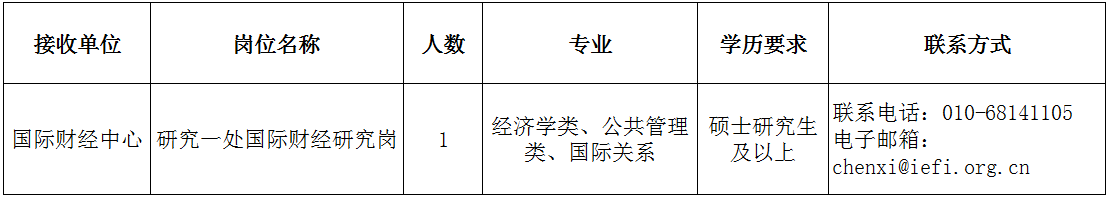 接收单位 岗位名称 人数 专业 学历要求 联系方式
国际财经中心 研究一处国际财经研究岗 1 经济学类、公共管理
类、国际关系 硕士研究生
及以上 联系电话：010-68141105
电子邮箱：
chenxi@iefi.org.cn